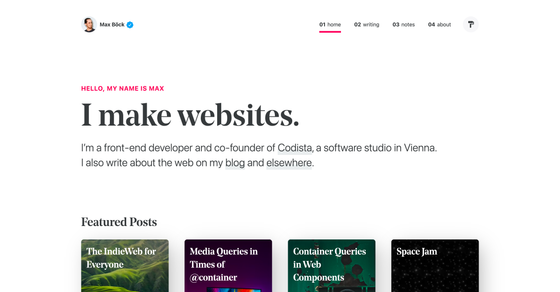 Max Böck
01 home 02 writing 03 notes 04 about
HELLO, MY NAME IS MAX
I make websites.
I'm a front-end developer and co-founder of Codista, a software studio in Vienna.
I also write about the web on my blog and elsewhere.
Featured Posts
The IndieWeb for
Everyone
Media Queries in
Times of
@container
Container Queries
in Web
Components
Space Jam